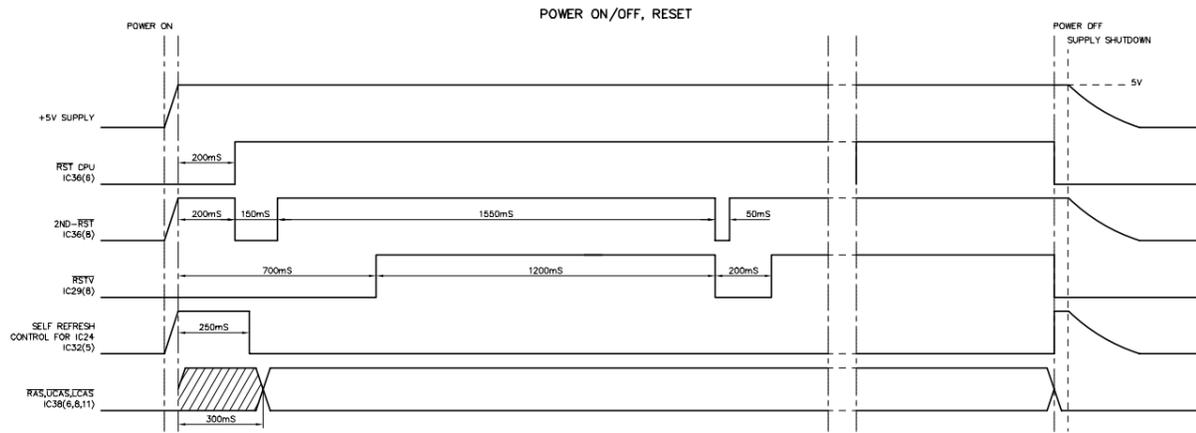 POWER ON/OFF, RESET
POWER ON
POWER OFF
SUPPLY SHUTDOWN
5V
+5V SUPPLY
200mS
RST CPU
IC36(6)
200mS 150mS 1550mS 50mS
2ND-RST
IC36(8)
700mS 1200mS 200mS
RSTV
IC29(8)
SELF REFRESH
CONTROL FOR IC24
IC32(5)
250mS
RAS,UCAS,LCAS
IC38(6,8,11)
300mS